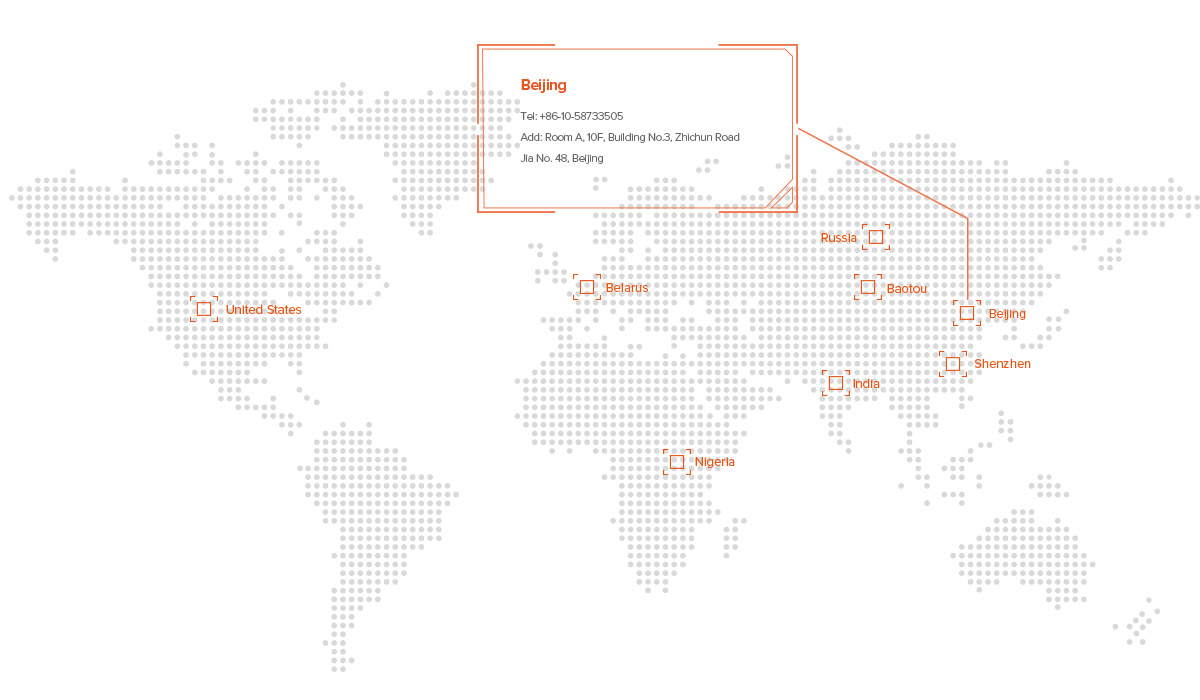 Beijing
Tel: +86-10-58733505
Add: Room A, 10F, Building No.3, Zhichun Road
Jia No. 48, Beijing
Russia
Belarus
Baotou
United States
Beijing
Shenzhen
India
Nigeria